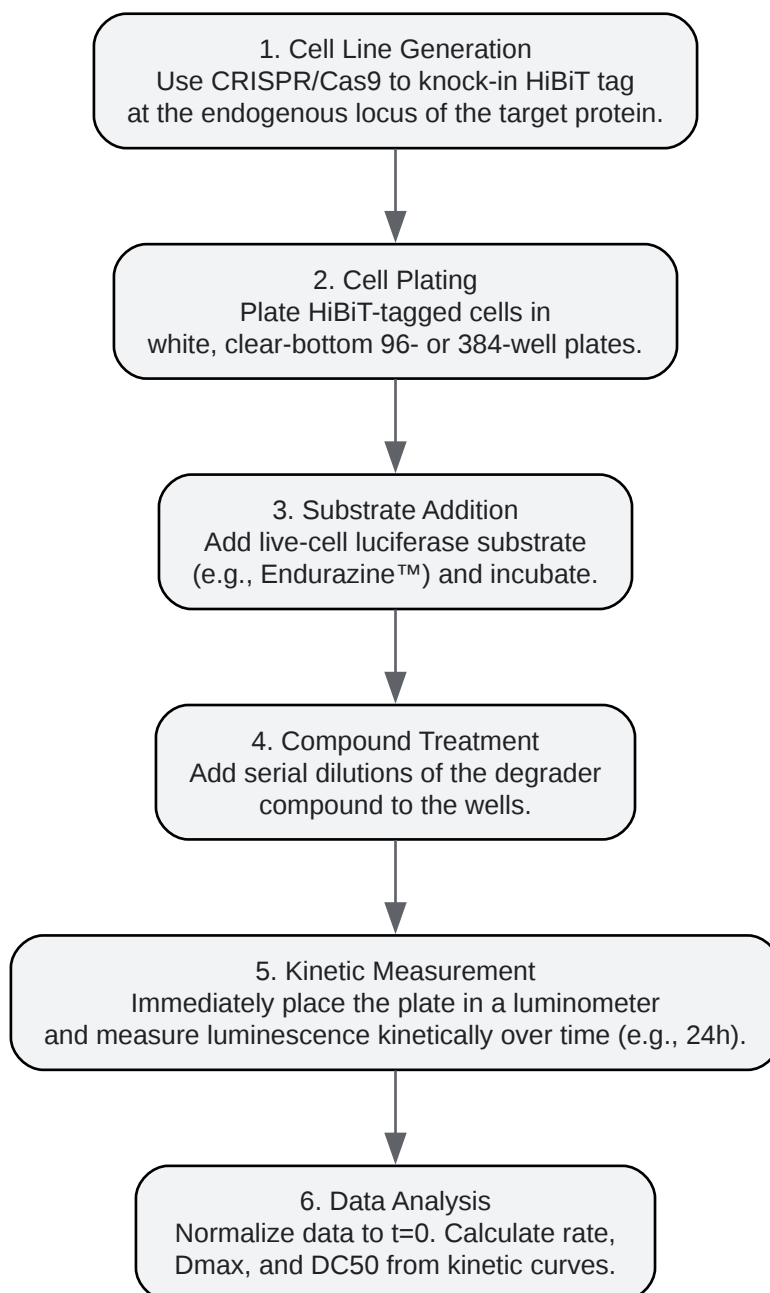 1. Cell Line Generation
Use CRISPR/Cas9 to knock-in HiBiT tag
at the endogenous locus of the target protein.
2. Cell Plating
Plate HiBiT-tagged cells in
white, clear-bottom 96- or 384-well plates.
3. Substrate Addition
Add live-cell luciferase substrate
(e.g., Endurazine™) and incubate.
4. Compound Treatment
Add serial dilutions of the degrader
compound to the wells.
5. Kinetic Measurement
Immediately place the plate in a luminometer
and measure luminescence kinetically over time (e.g., 24h).
6. Data Analysis
Normalize data to t=0. Calculate rate,
Dmax, and DC50 from kinetic curves.